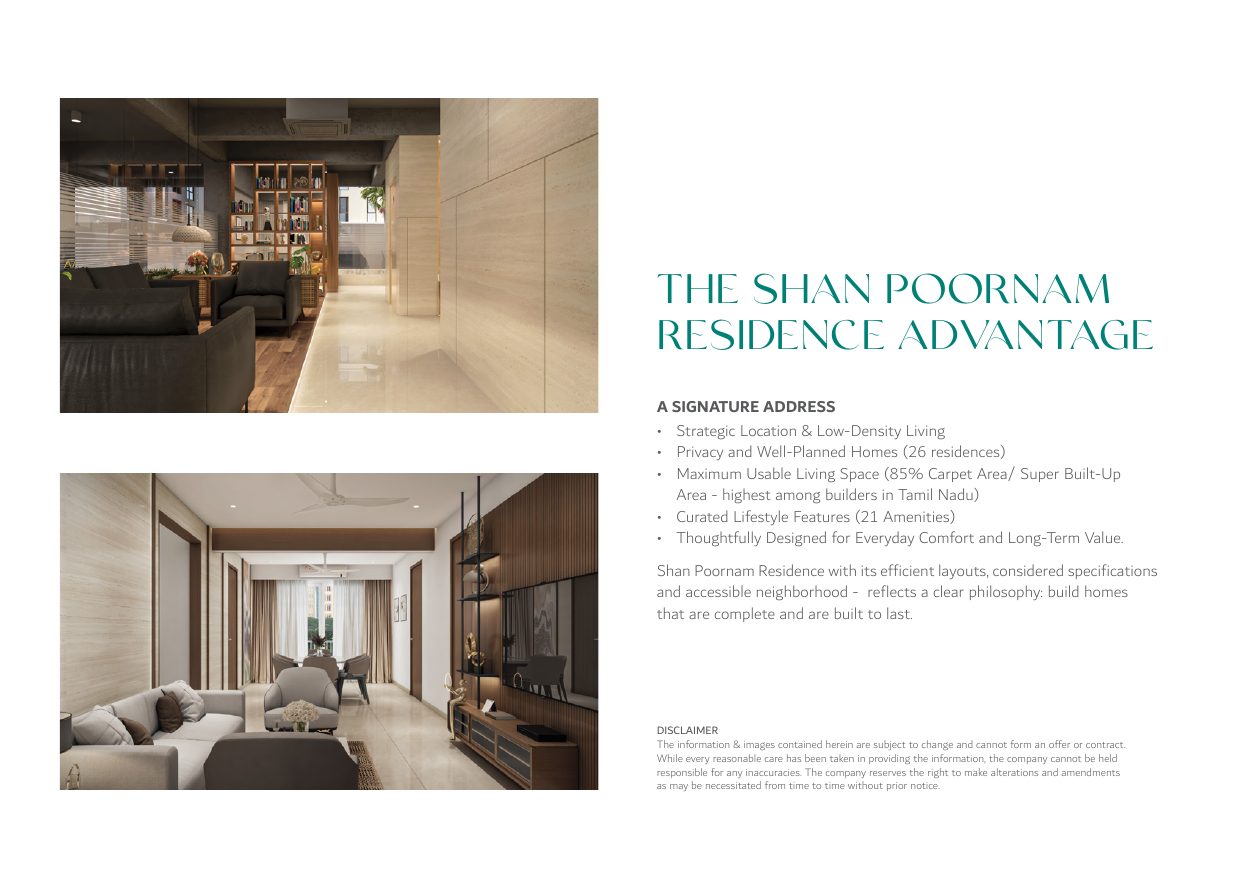 THE SHAN POORNAM
RESIDENCE ADVANTAGE
A SIGNATURE ADDRESS
• Strategic Location & Low-Density Living
• Privacy and Well-Planned Homes (26 residences)
• Maximum Usable Living Space (85% Carpet Area/ Super Built-Up
Area - highest among builders in Tamil Nadu)
• Curated Lifestyle Features (21 Amenities)
• Thoughtfully Designed for Everyday Comfort and Long-Term Value.
Shan Poornam Residence with its efficient layouts, considered specifications
and accessible neighborhood - reflects a clear philosophy: build homes
that are complete and are built to last.
DISCLAIMER
The information & images contained herein are subject to change and cannot form an offer or contract.
While every reasonable care has been taken in providing the information, the company cannot be held
responsible for any inaccuracies. The company reserves the right to make alterations and amendments
as may be necessitated from time to time without prior notice.